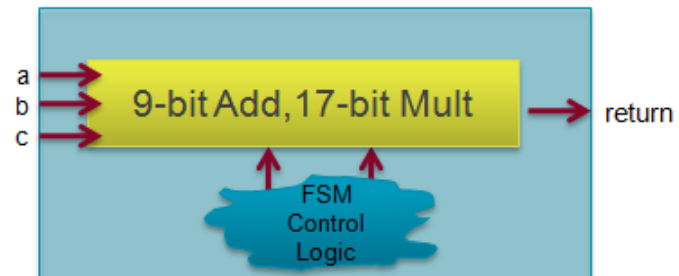 a
b
c
9-bit Add,17-bit Mult
return
FSM
Control
Logic